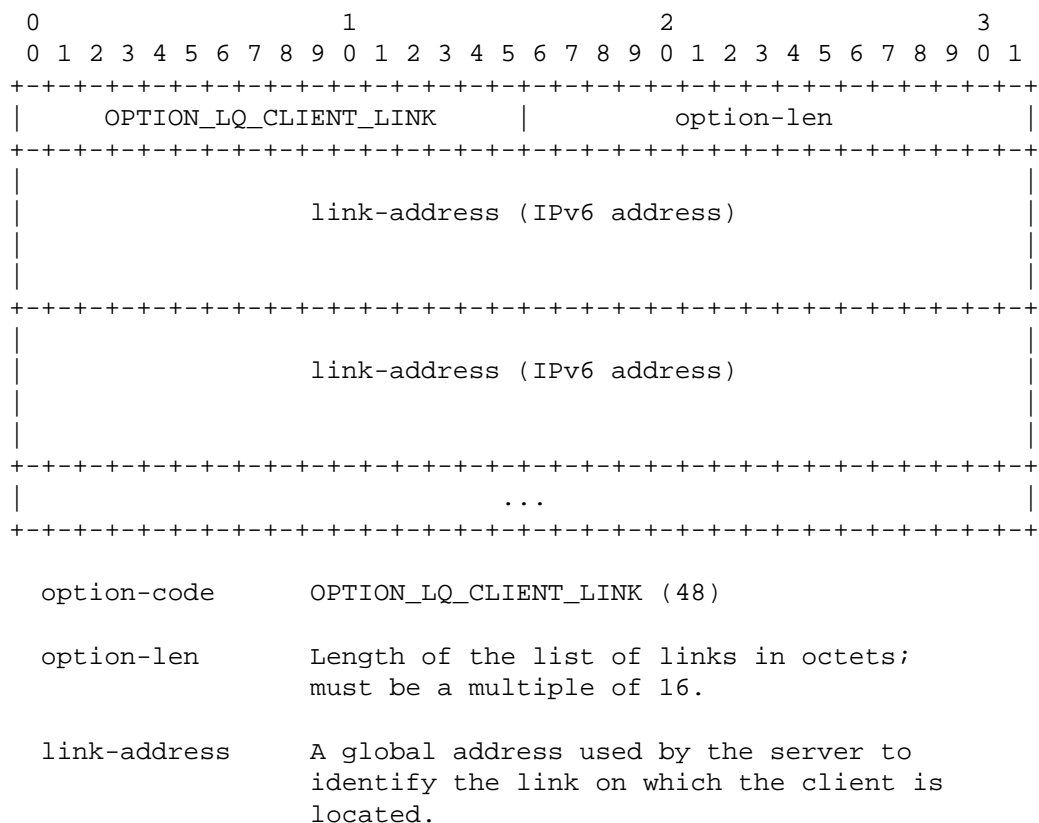 0                   1                   2                   3
 0 1 2 3 4 5 6 7 8 9 0 1 2 3 4 5 6 7 8 9 0 1 2 3 4 5 6 7 8 9 0 1
+-+-+-+-+-+-+-+-+-+-+-+-+-+-+-+-+-+-+-+-+-+-+-+-+-+-+-+-+-+-+-+-+
|     OPTION_LQ_CLIENT_LINK     |         option-len            |
+-+-+-+-+-+-+-+-+-+-+-+-+-+-+-+-+-+-+-+-+-+-+-+-+-+-+-+-+-+-+-+-+
|                                                               |
|                  link-address (IPv6 address)                  |
|                                                               |
|                                                               |
+-+-+-+-+-+-+-+-+-+-+-+-+-+-+-+-+-+-+-+-+-+-+-+-+-+-+-+-+-+-+-+-+
|                                                               |
|                  link-address (IPv6 address)                  |
|                                                               |
|                                                               |
+-+-+-+-+-+-+-+-+-+-+-+-+-+-+-+-+-+-+-+-+-+-+-+-+-+-+-+-+-+-+-+-+
|                              ...                              |
+-+-+-+-+-+-+-+-+-+-+-+-+-+-+-+-+-+-+-+-+-+-+-+-+-+-+-+-+-+-+-+-+
option-code      OPTION_LQ_CLIENT_LINK (48)
option-len       Length of the list of links in octets;
must be a multiple of 16.
link-address     A global address used by the server to
identify the link on which the client is
located.